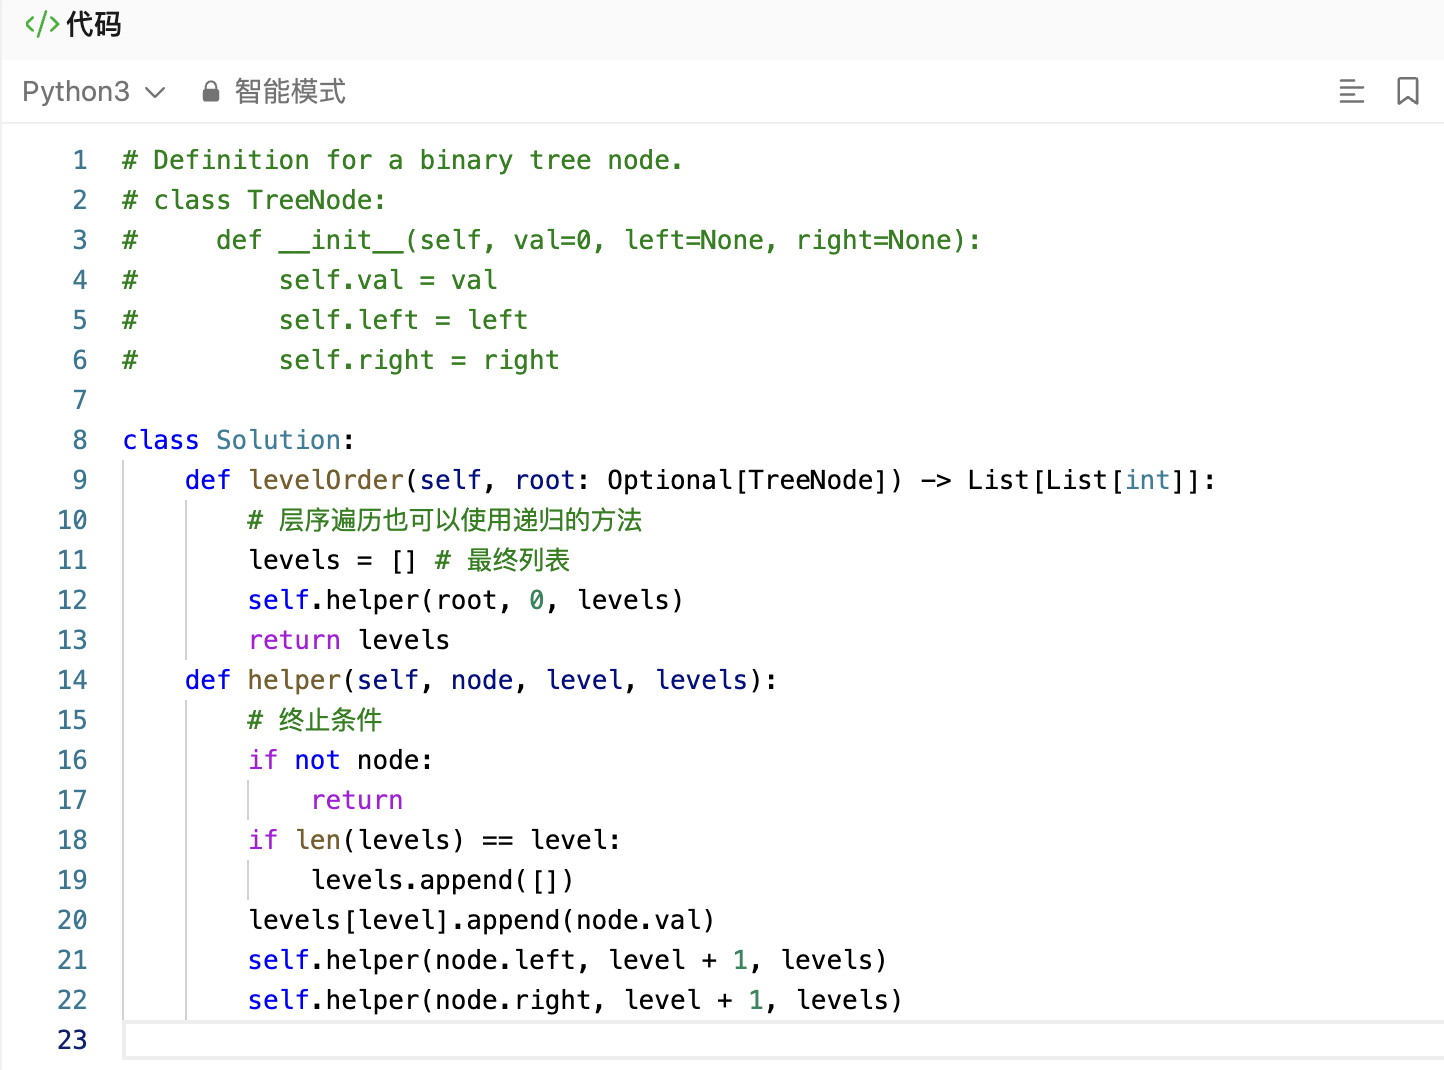 </> 代码
Python3 智能模式
1 # Definition for a binary tree node.
2 # class TreeNode:
3 #     def __init__(self, val=0, left=None, right=None):
4 #         self.val = val
5 #         self.left = left
6 #         self.right = right
7
8 class Solution:
9     def levelOrder(self, root: Optional[TreeNode]) -> List[List[int]]:
10         # 层序遍历也可以使用递归的方法
11         levels = [] # 最终列表
12         self.helper(root, 0, levels)
13         return levels
14     def helper(self, node, level, levels):
15         # 终止条件
16         if not node:
17             return
18         if len(levels) == level:
19             levels.append([])
20         levels[level].append(node.val)
21         self.helper(node.left, level + 1, levels)
22         self.helper(node.right, level + 1, levels)
23